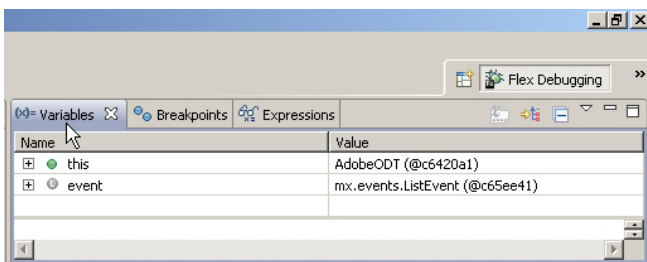 Flex Debugging »
(x)= Variables Breakpoints Expressions
Name Value
this AdobeODT (@c6420a1)
event mx.events.ListEvent (@c65ee41)